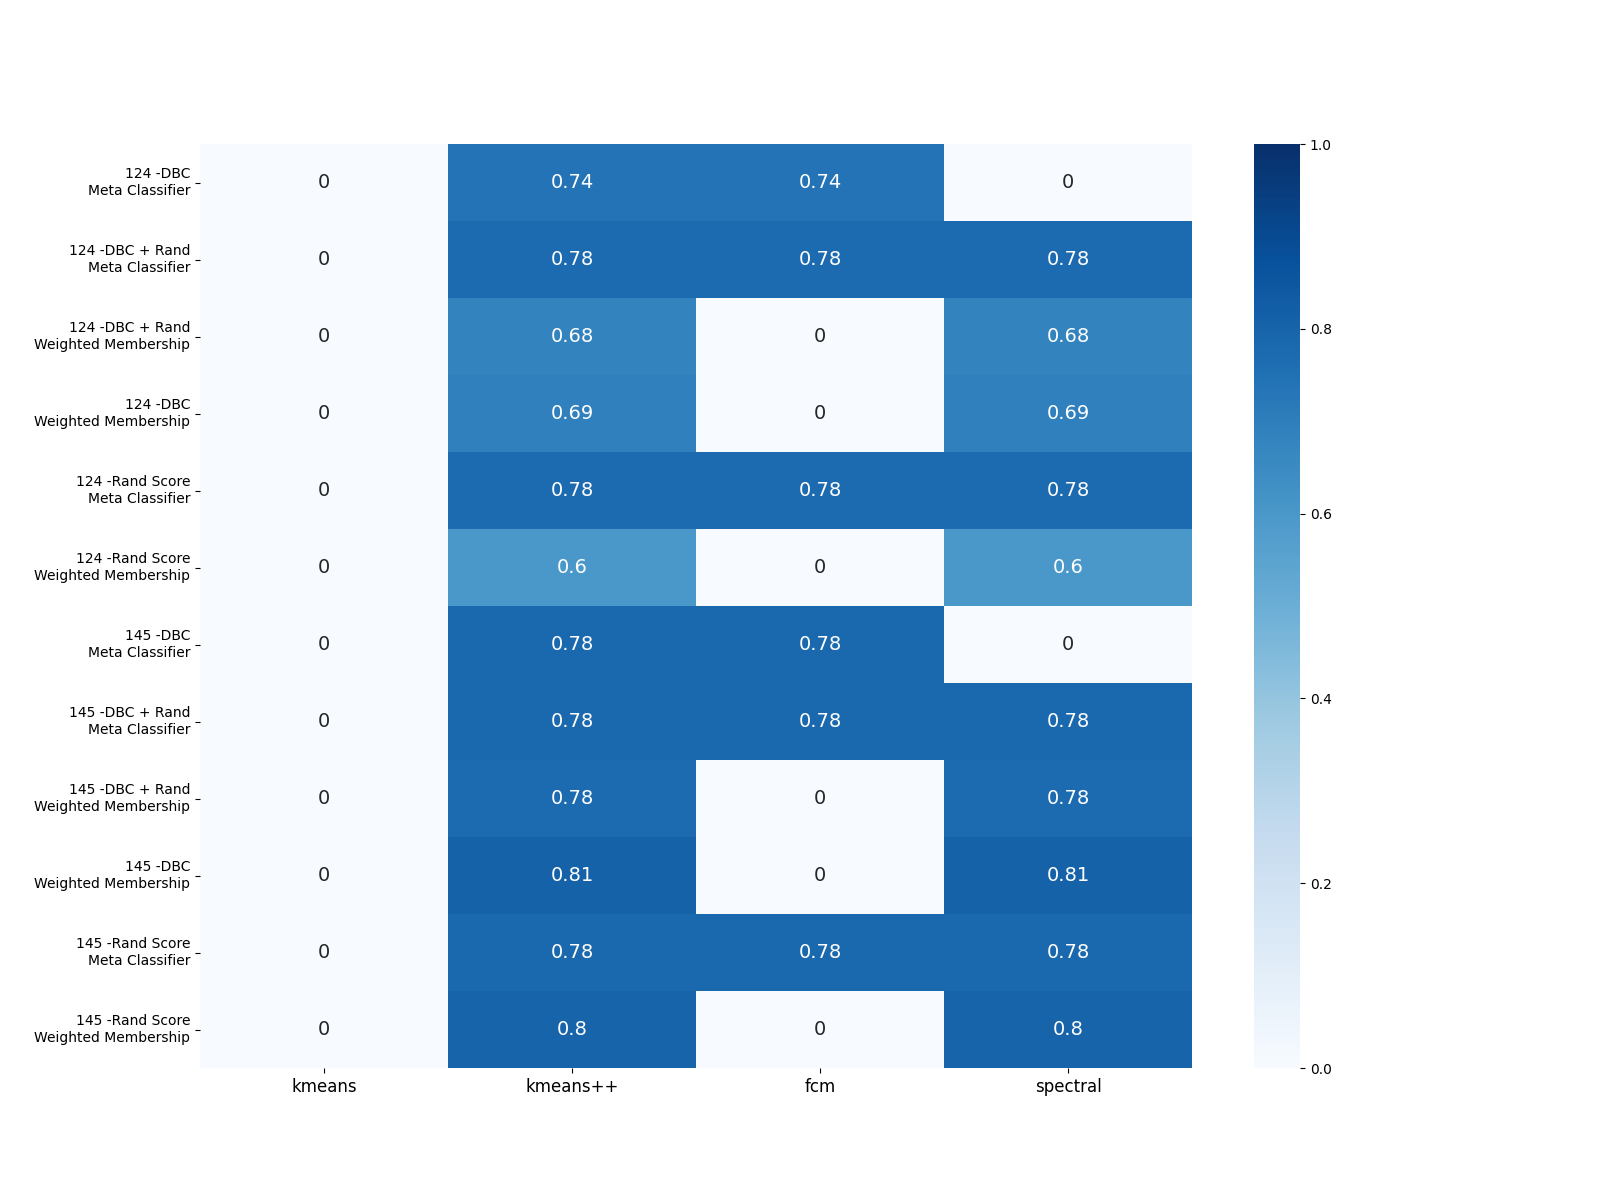 124 -DBC
Meta Classifier
0 0.74 0.74 0
124 -DBC + Rand
Meta Classifier
0 0.78 0.78 0.78
124 -DBC + Rand
Weighted Membership
0 0.68 0 0.68
124 -DBC
Weighted Membership
0 0.69 0 0.69
124 -Rand Score
Meta Classifier
0 0.78 0.78 0.78
124 -Rand Score
Weighted Membership
0 0.6 0 0.6
145 -DBC
Meta Classifier
0 0.78 0.78 0
145 -DBC + Rand
Meta Classifier
0 0.78 0.78 0.78
145 -DBC + Rand
Weighted Membership
0 0.78 0 0.78
145 -DBC
Weighted Membership
0 0.81 0 0.81
145 -Rand Score
Meta Classifier
0 0.78 0.78 0.78
145 -Rand Score
Weighted Membership
0 0.8 0 0.8
kmeans kmeans++ fcm spectral
1.0
0.8
0.6
0.4
0.2
0.0